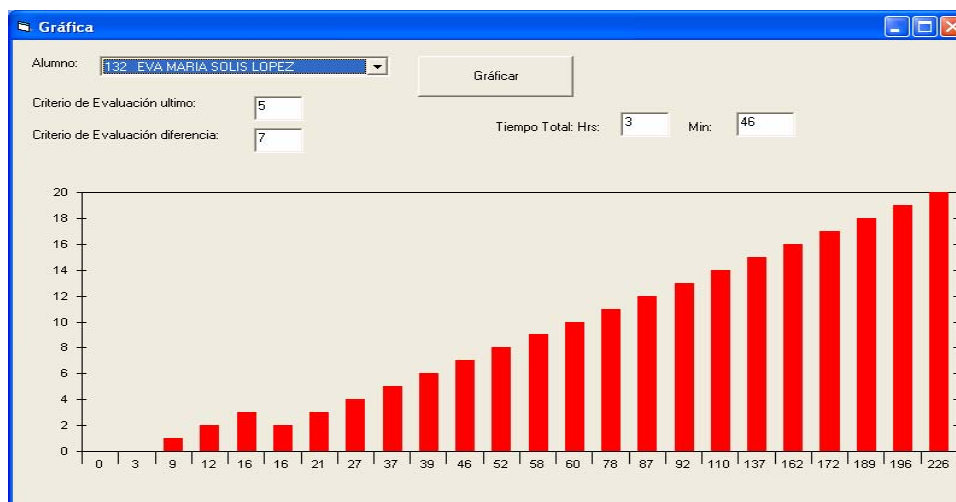 Gráfica
Alumno: 132 EVA MARIA SOLIS LOPEZ
Gráficar
Criterio de Evaluación ultimo: 5
Criterio de Evaluación diferencia: 7
Tiempo Total: Hrs: 3 Min: 46
20
18
16
14
12
10
8
6
4
2
0
0 3 9 12 16 16 21 27 37 39 46 52 58 60 78 87 92 110 137 162 172 189 196 226